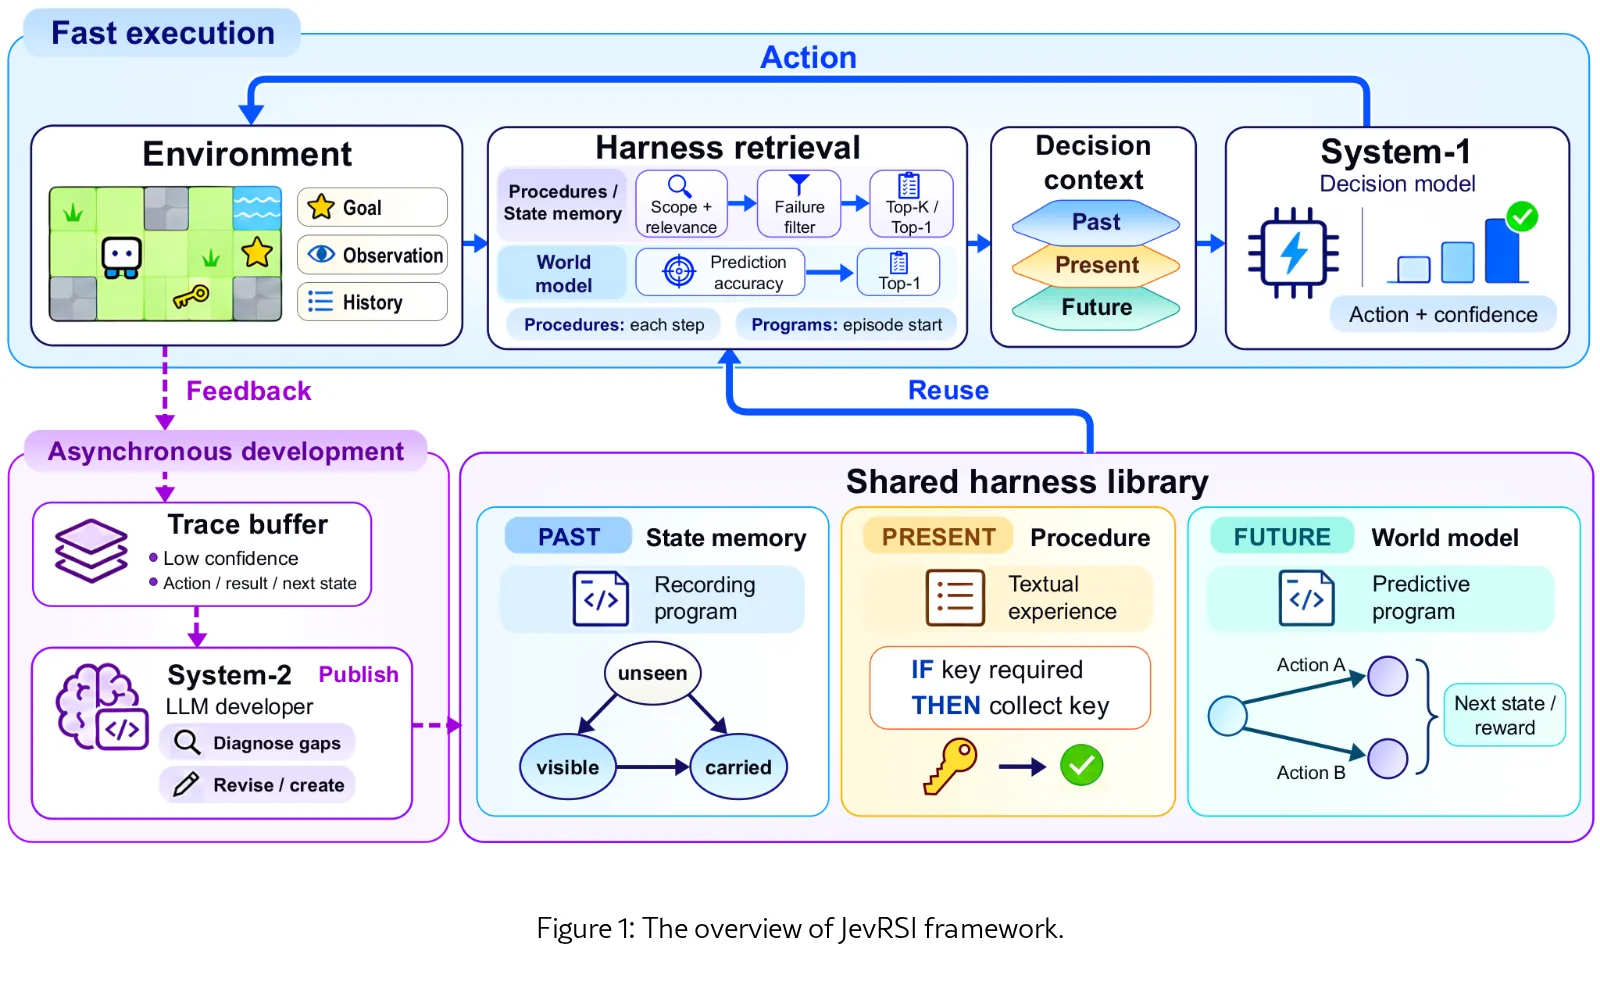 Fast execution
Action
Environment
Goal
Observation
History
Harness retrieval
Procedures /
State memory
Scope +
relevance
Failure
filter
Top-K /
Top-1
World
model
Prediction
accuracy
Top-1
Procedures: each step
Programs: episode start
Decision
context
Past
Present
Future
System-1
Decision model
Action + confidence
Feedback
Reuse
Asynchronous development
Trace buffer
Low confidence
Action / result / next state
System-2
Publish
LLM developer
</>
Diagnose gaps
Revise / create
Shared harness library
PAST
State memory
</>
Recording
program
unseen
visible
carried
PRESENT
Procedure
Textual
experience
IF key required
THEN collect key
FUTURE
World model
</>
Predictive
program
Action A
Action B
Next state /
reward
Figure 1: The overview of JevRSI framework.